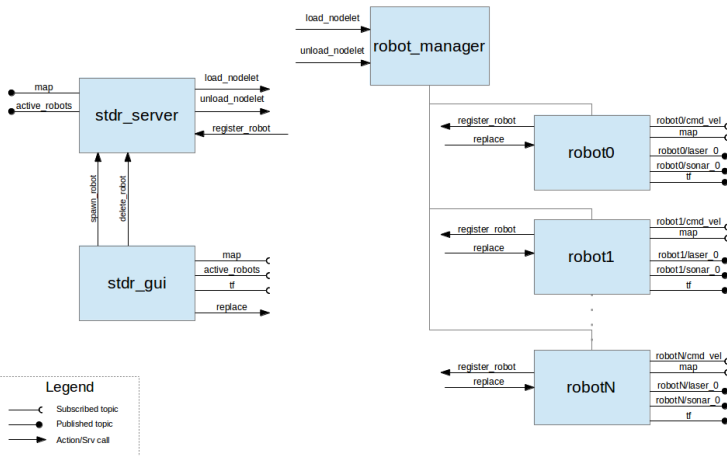 load_nodelet
unload_nodelet
robot_manager
map
active_robots
stdr_server
load_nodelet
unload_nodelet
register_robot
spawn_robot
delete_robot
stdr_gui
map
active_robots
tf
replace
register_robot
replace
robot0
robot0/cmd_vel
map
robot0/laser_0
robot0/sonar_0
tf
register_robot
replace
robot1
robot1/cmd_vel
map
robot1/laser_0
robot1/sonar_0
tf
register_robot
replace
robotN
robotN/cmd_vel
map
robotN/laser_0
robotN/sonar_0
tf
Legend
Subscribed topic
Published topic
Action/Srv call